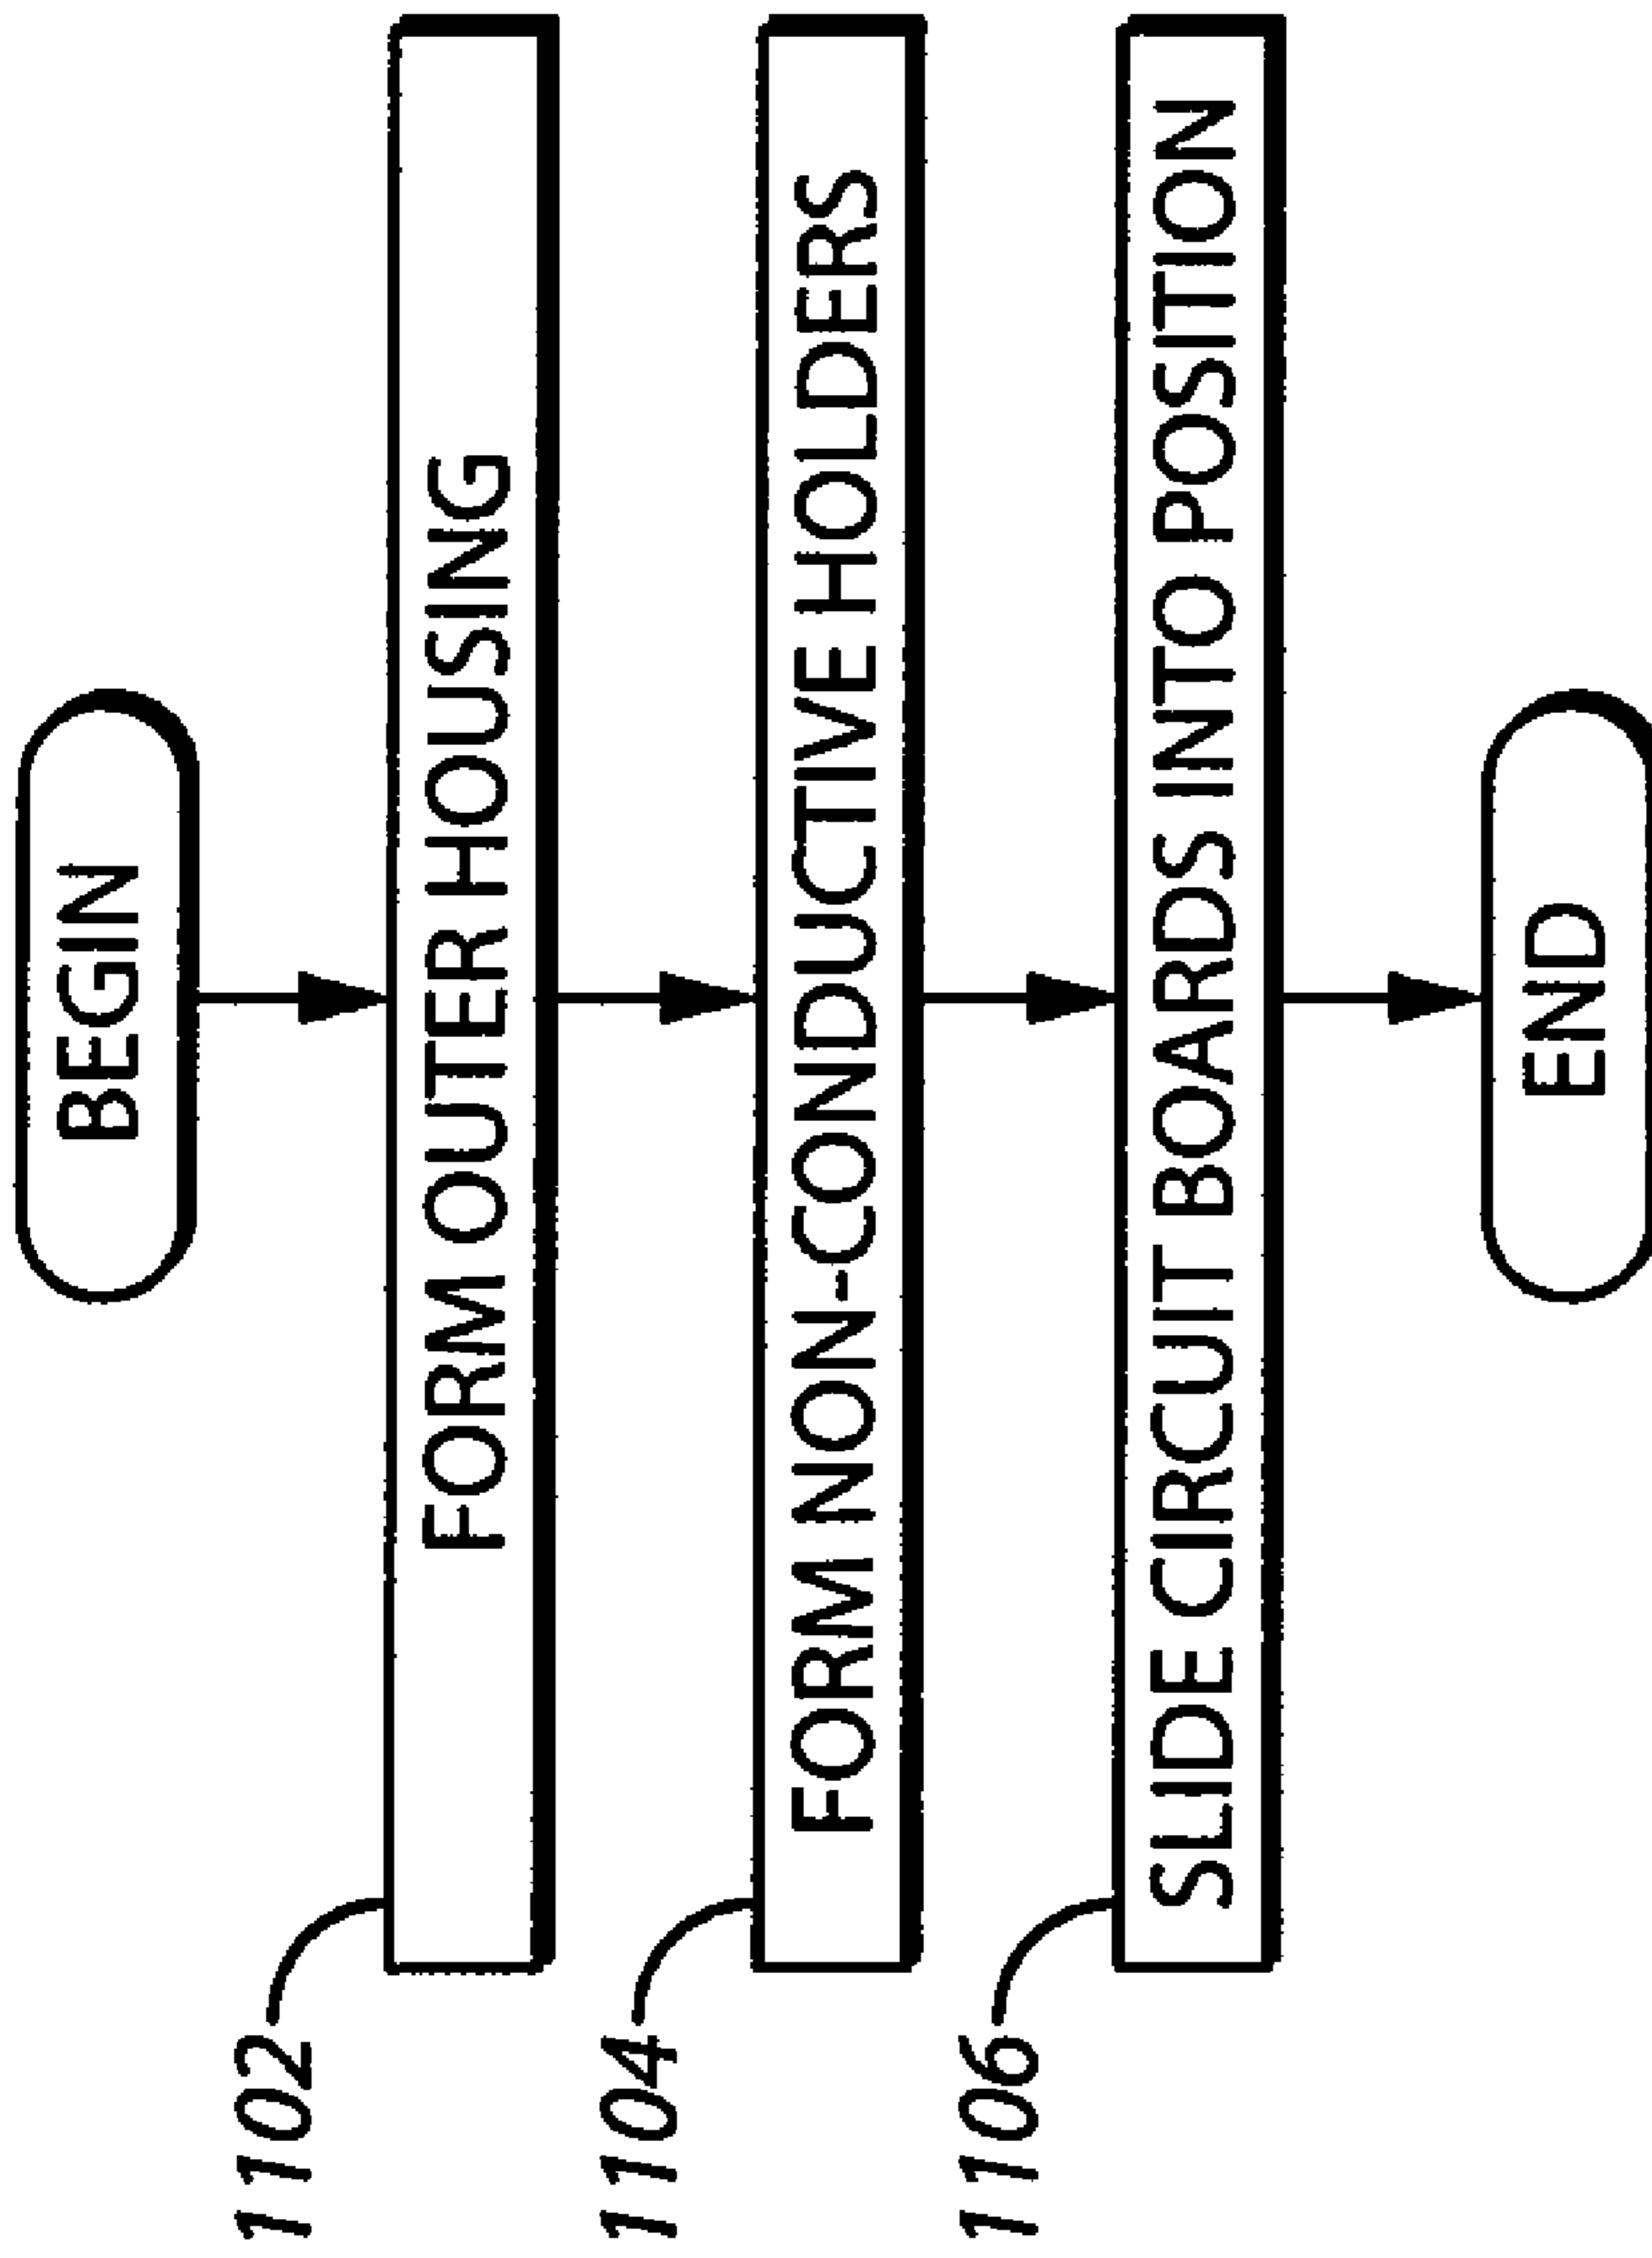 BEGIN
1102
FORM OUTER HOUSING
1104
FORM NON-CONDUCTIVE HOLDERS
1106
SLIDE CIRCUIT BOARDS INTO POSITION
END